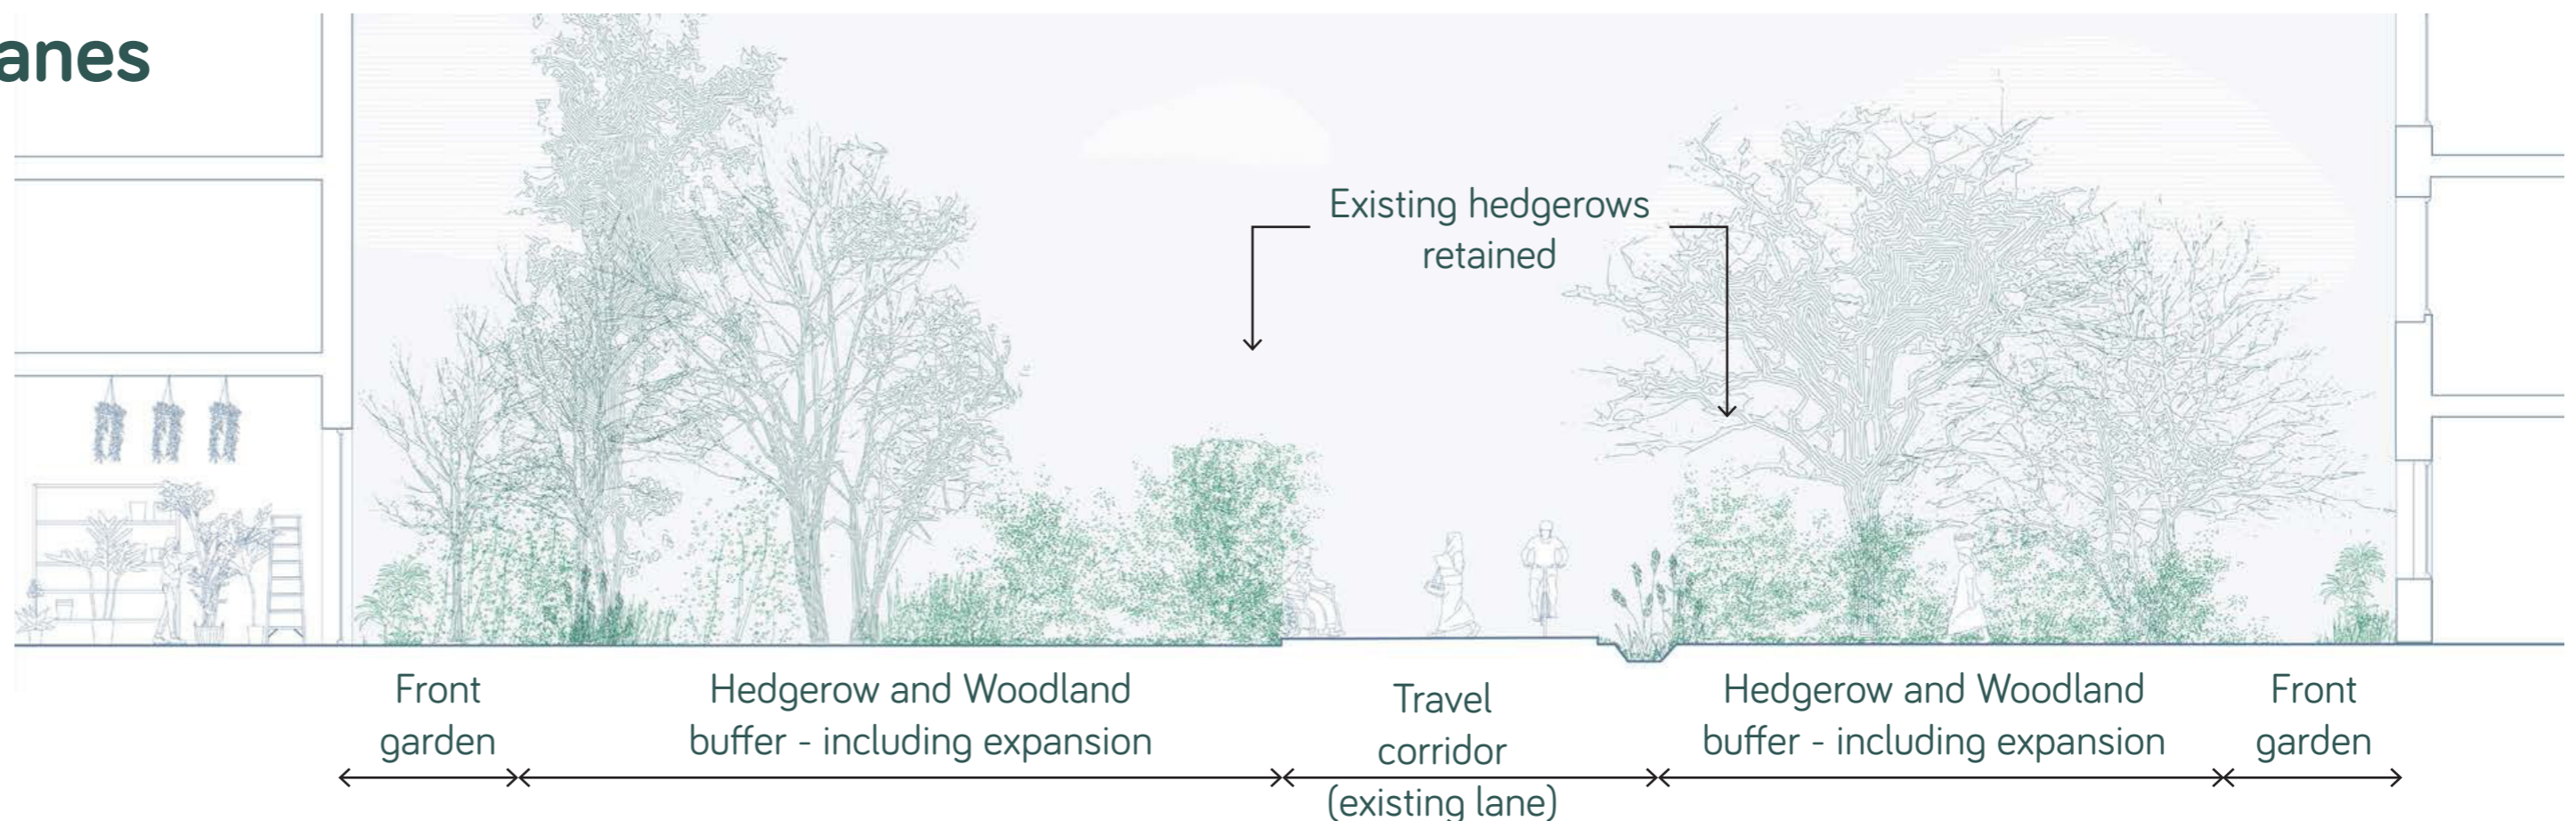 anes
Existing hedgerows
retained
Front
garden
Hedgerow and Woodland
buffer - including expansion
Travel
corridor
(existing lane)
Hedgerow and Woodland
buffer - including expansion
Front
garden